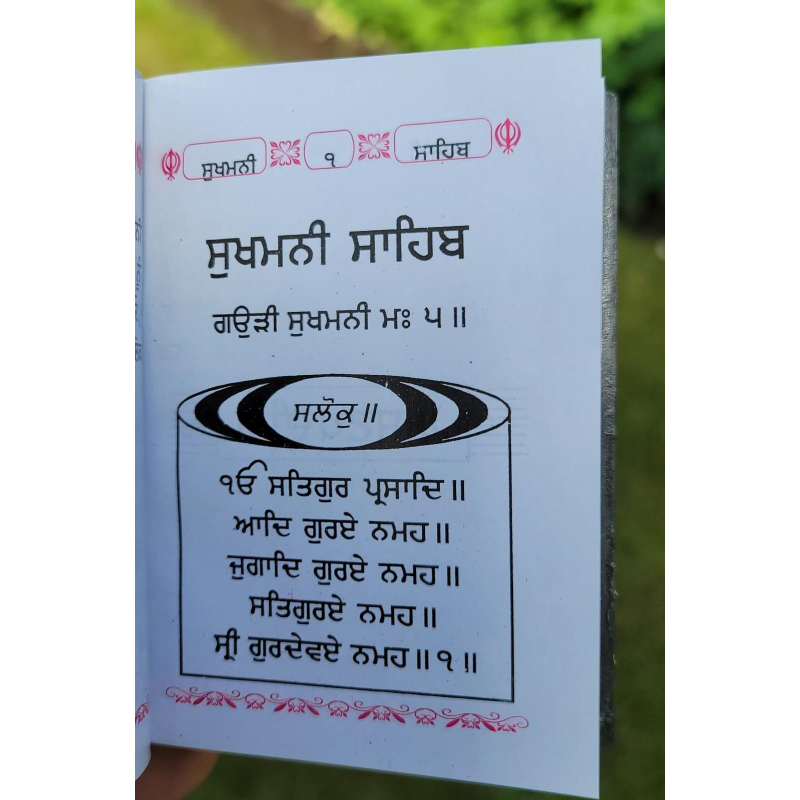 ਸੁਖਮਨੀ ੧ ਸਾਹਿਬ
ਸੁਖਮਨੀ ਸਾਹਿਬ
ਗਉੜੀ ਸੁਖਮਨੀ ਮਃ ੫ ॥
ਸਲੋਕੁ ॥
ੴ ਸਤਿਗੁਰ ਪ੍ਰਸਾਦਿ ॥
ਆਦਿ ਗੁਰਏ ਨਮਹ ॥
ਜੁਗਾਦਿ ਗੁਰਏ ਨਮਹ ॥
ਸਤਿਗੁਰਏ ਨਮਹ ॥
ਸ੍ਰੀ ਗੁਰਦੇਵਏ ਨਮਹ ॥ ੧ ॥